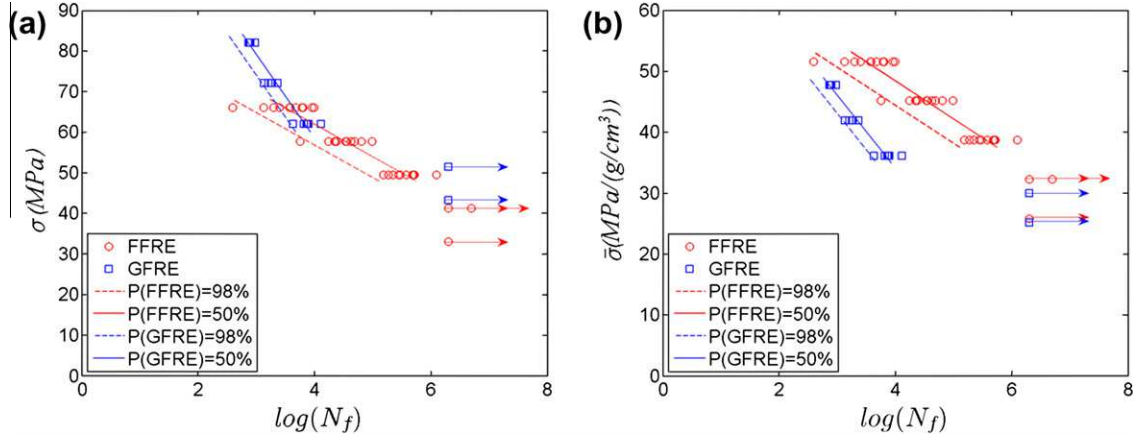 (a)
σ(MPa)
90
80
70
60
50
40
30
20
10
0
FFRE
GFRE
P(FFRE)=98%
P(FFRE)=50%
P(GFRE)=98%
P(GFRE)=50%
0 2 4 6 8
log(N_f)
(b)
σ̄(MPa/(g/cm³))
60
50
40
30
20
10
0
FFRE
GFRE
P(FFRE)=98%
P(FFRE)=50%
P(GFRE)=98%
P(GFRE)=50%
0 2 4 6 8
log(N_f)